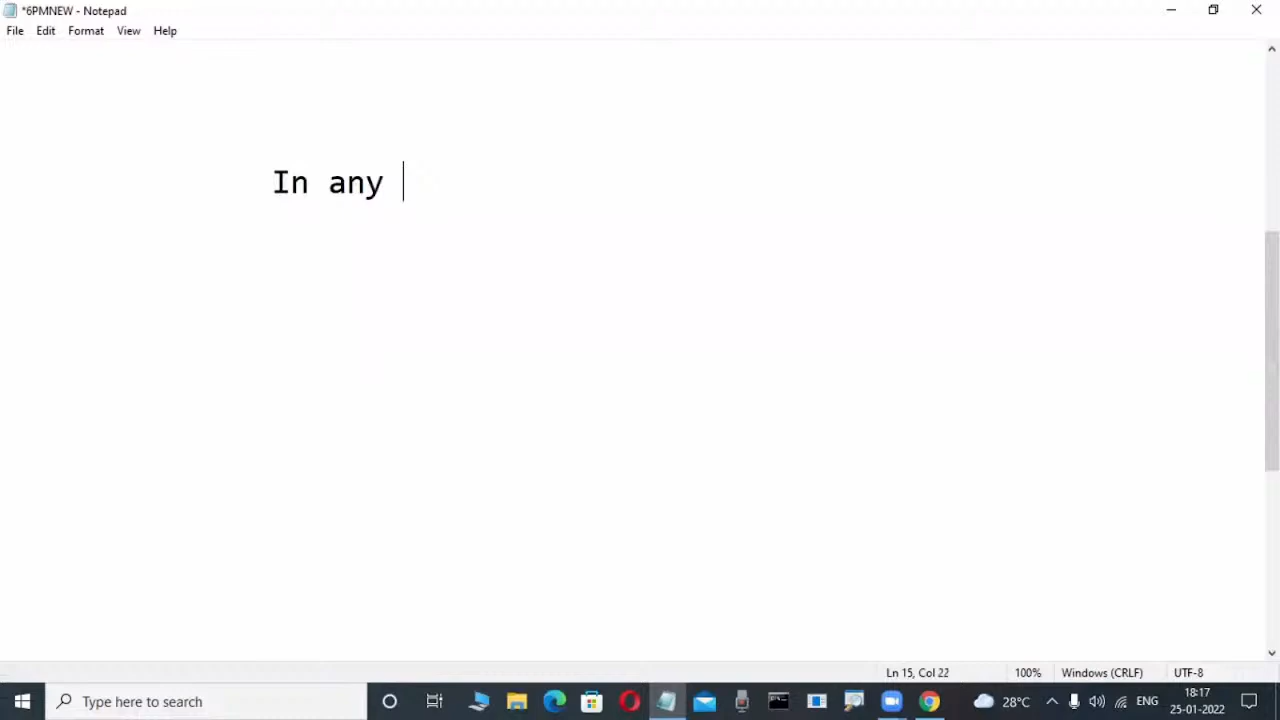 *6PMNEW - Notepad
File Edit Format View Help
In any
Ln 15, Col 22 100% Windows (CRLF) UTF-8
Type here to search 28°C ENG 18:17
25-01-2022